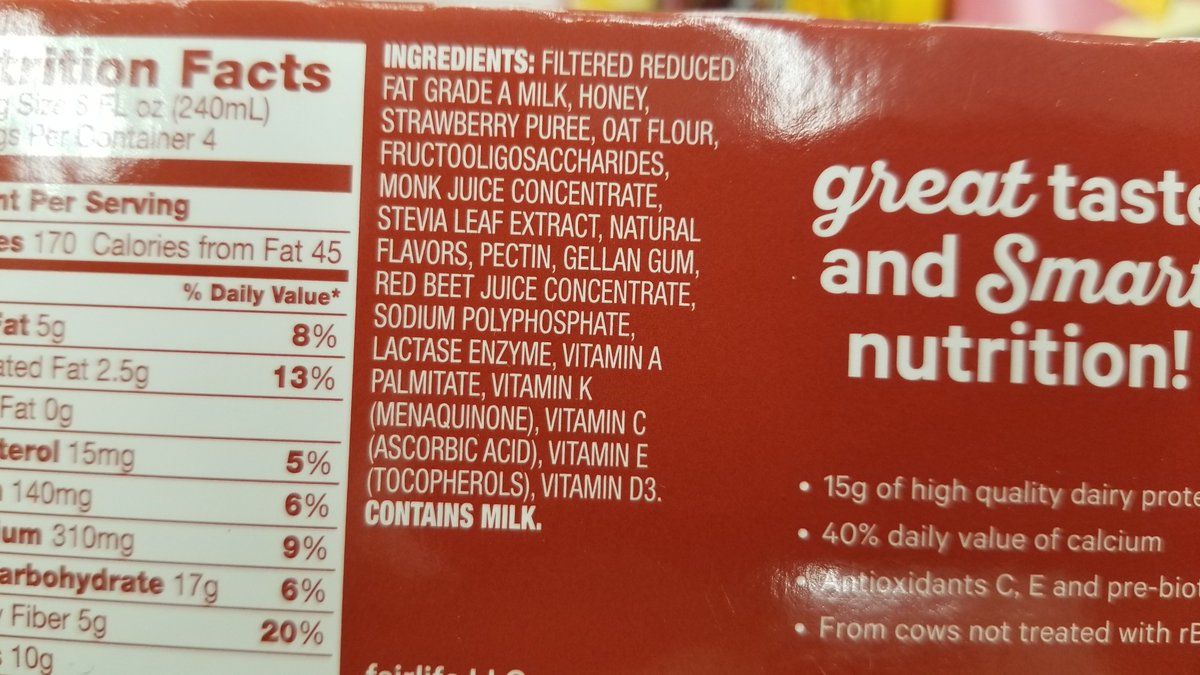 trition Facts
g Size 8 FL oz (240mL)
gs Per Container 4
nt Per Serving
es 170 Calories from Fat 45
% Daily Value*
Fat 5g 8%
ated Fat 2.5g 13%
Fat 0g
terol 15mg 5%
140mg 6%
um 310mg 9%
arbohydrate 17g 6%
Fiber 5g 20%
s 10g
INGREDIENTS: FILTERED REDUCED
FAT GRADE A MILK, HONEY,
STRAWBERRY PUREE, OAT FLOUR,
FRUCTOOLIGOSACCHARIDES,
MONK JUICE CONCENTRATE,
STEVIA LEAF EXTRACT, NATURAL
FLAVORS, PECTIN, GELLAN GUM,
RED BEET JUICE CONCENTRATE,
SODIUM POLYPHOSPHATE,
LACTASE ENZYME, VITAMIN A
PALMITATE, VITAMIN K
(MENAQUINONE), VITAMIN C
(ASCORBIC ACID), VITAMIN E
(TOCOPHEROLS), VITAMIN D3.
CONTAINS MILK.
great taste
and Smart
nutrition!
• 15g of high quality dairy prote
• 40% daily value of calcium
• Antioxidants C, E and pre-biot
• From cows not treated with rB